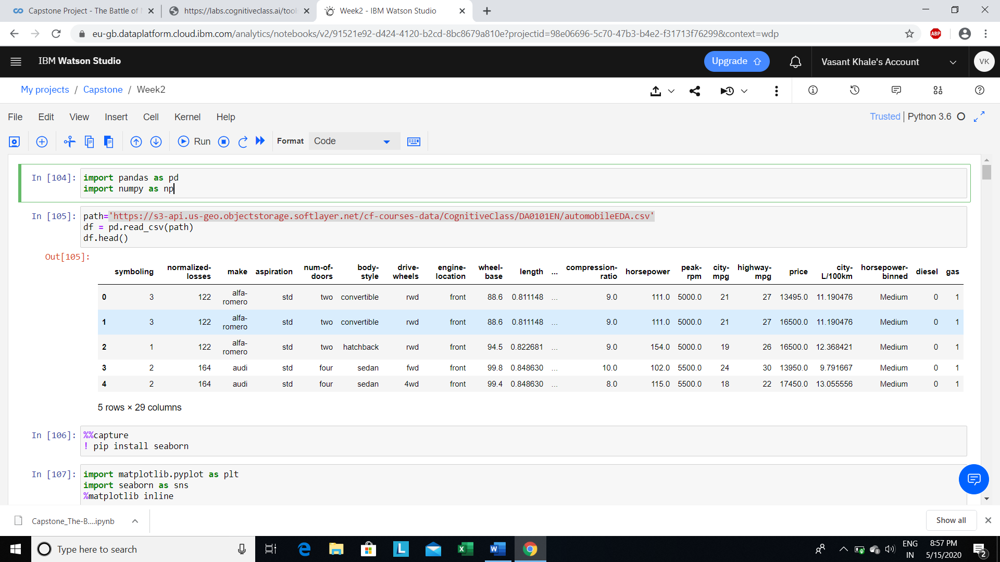 Capstone Project - The Battle of
https://labs.cognitiveclass.ai/tool
Week2 - IBM Watson Studio
eu-gb.dataplatform.cloud.ibm.com/analytics/notebooks/v2/91521e92-d424-4120-b2cd-8bc8679a810e?projectid=98e06696-5c70-47b3-b4e2-f31713f76299&context=wdp
ABP
IBM Watson Studio
Upgrade
Vasant Khale's Account
VK
My projects / Capstone / Week2
File Edit View Insert Cell Kernel Help
Trusted | Python 3.6
Run
Format Code
In [104]: import pandas as pd
import numpy as np
In [105]: path='https://s3-api.us-geo.objectstorage.softlayer.net/cf-courses-data/CognitiveClass/DA0101EN/automobileEDA.csv'
df = pd.read_csv(path)
df.head()
Out[105]:
symboling normalized-losses make aspiration num-of-doors body-style drive-wheels engine-location wheel-base length ... compression-ratio horsepower peak-rpm city-mpg highway-mpg price city-L/100km horsepower-binned diesel gas
0 3 122 alfa-romero std two convertible rwd front 88.6 0.811148 ... 9.0 111.0 5000.0 21 27 13495.0 11.190476 Medium 0 1
1 3 122 alfa-romero std two convertible rwd front 88.6 0.811148 ... 9.0 111.0 5000.0 21 27 16500.0 11.190476 Medium 0 1
2 1 122 alfa-romero std two hatchback rwd front 94.5 0.822681 ... 9.0 154.0 5000.0 19 26 16500.0 12.368421 Medium 0 1
3 2 164 audi std four sedan fwd front 99.8 0.848630 ... 10.0 102.0 5500.0 24 30 13950.0 9.791667 Medium 0 1
4 2 164 audi std four sedan 4wd front 99.4 0.848630 ... 8.0 115.0 5500.0 18 22 17450.0 13.055556 Medium 0 1
5 rows × 29 columns
In [106]: %%capture
! pip install seaborn
In [107]: import matplotlib.pyplot as plt
import seaborn as sns
%matplotlib inline
Capstone_The-B....ipynb
Show all
Type here to search
ENG
IN
8:57 PM
5/15/2020
2